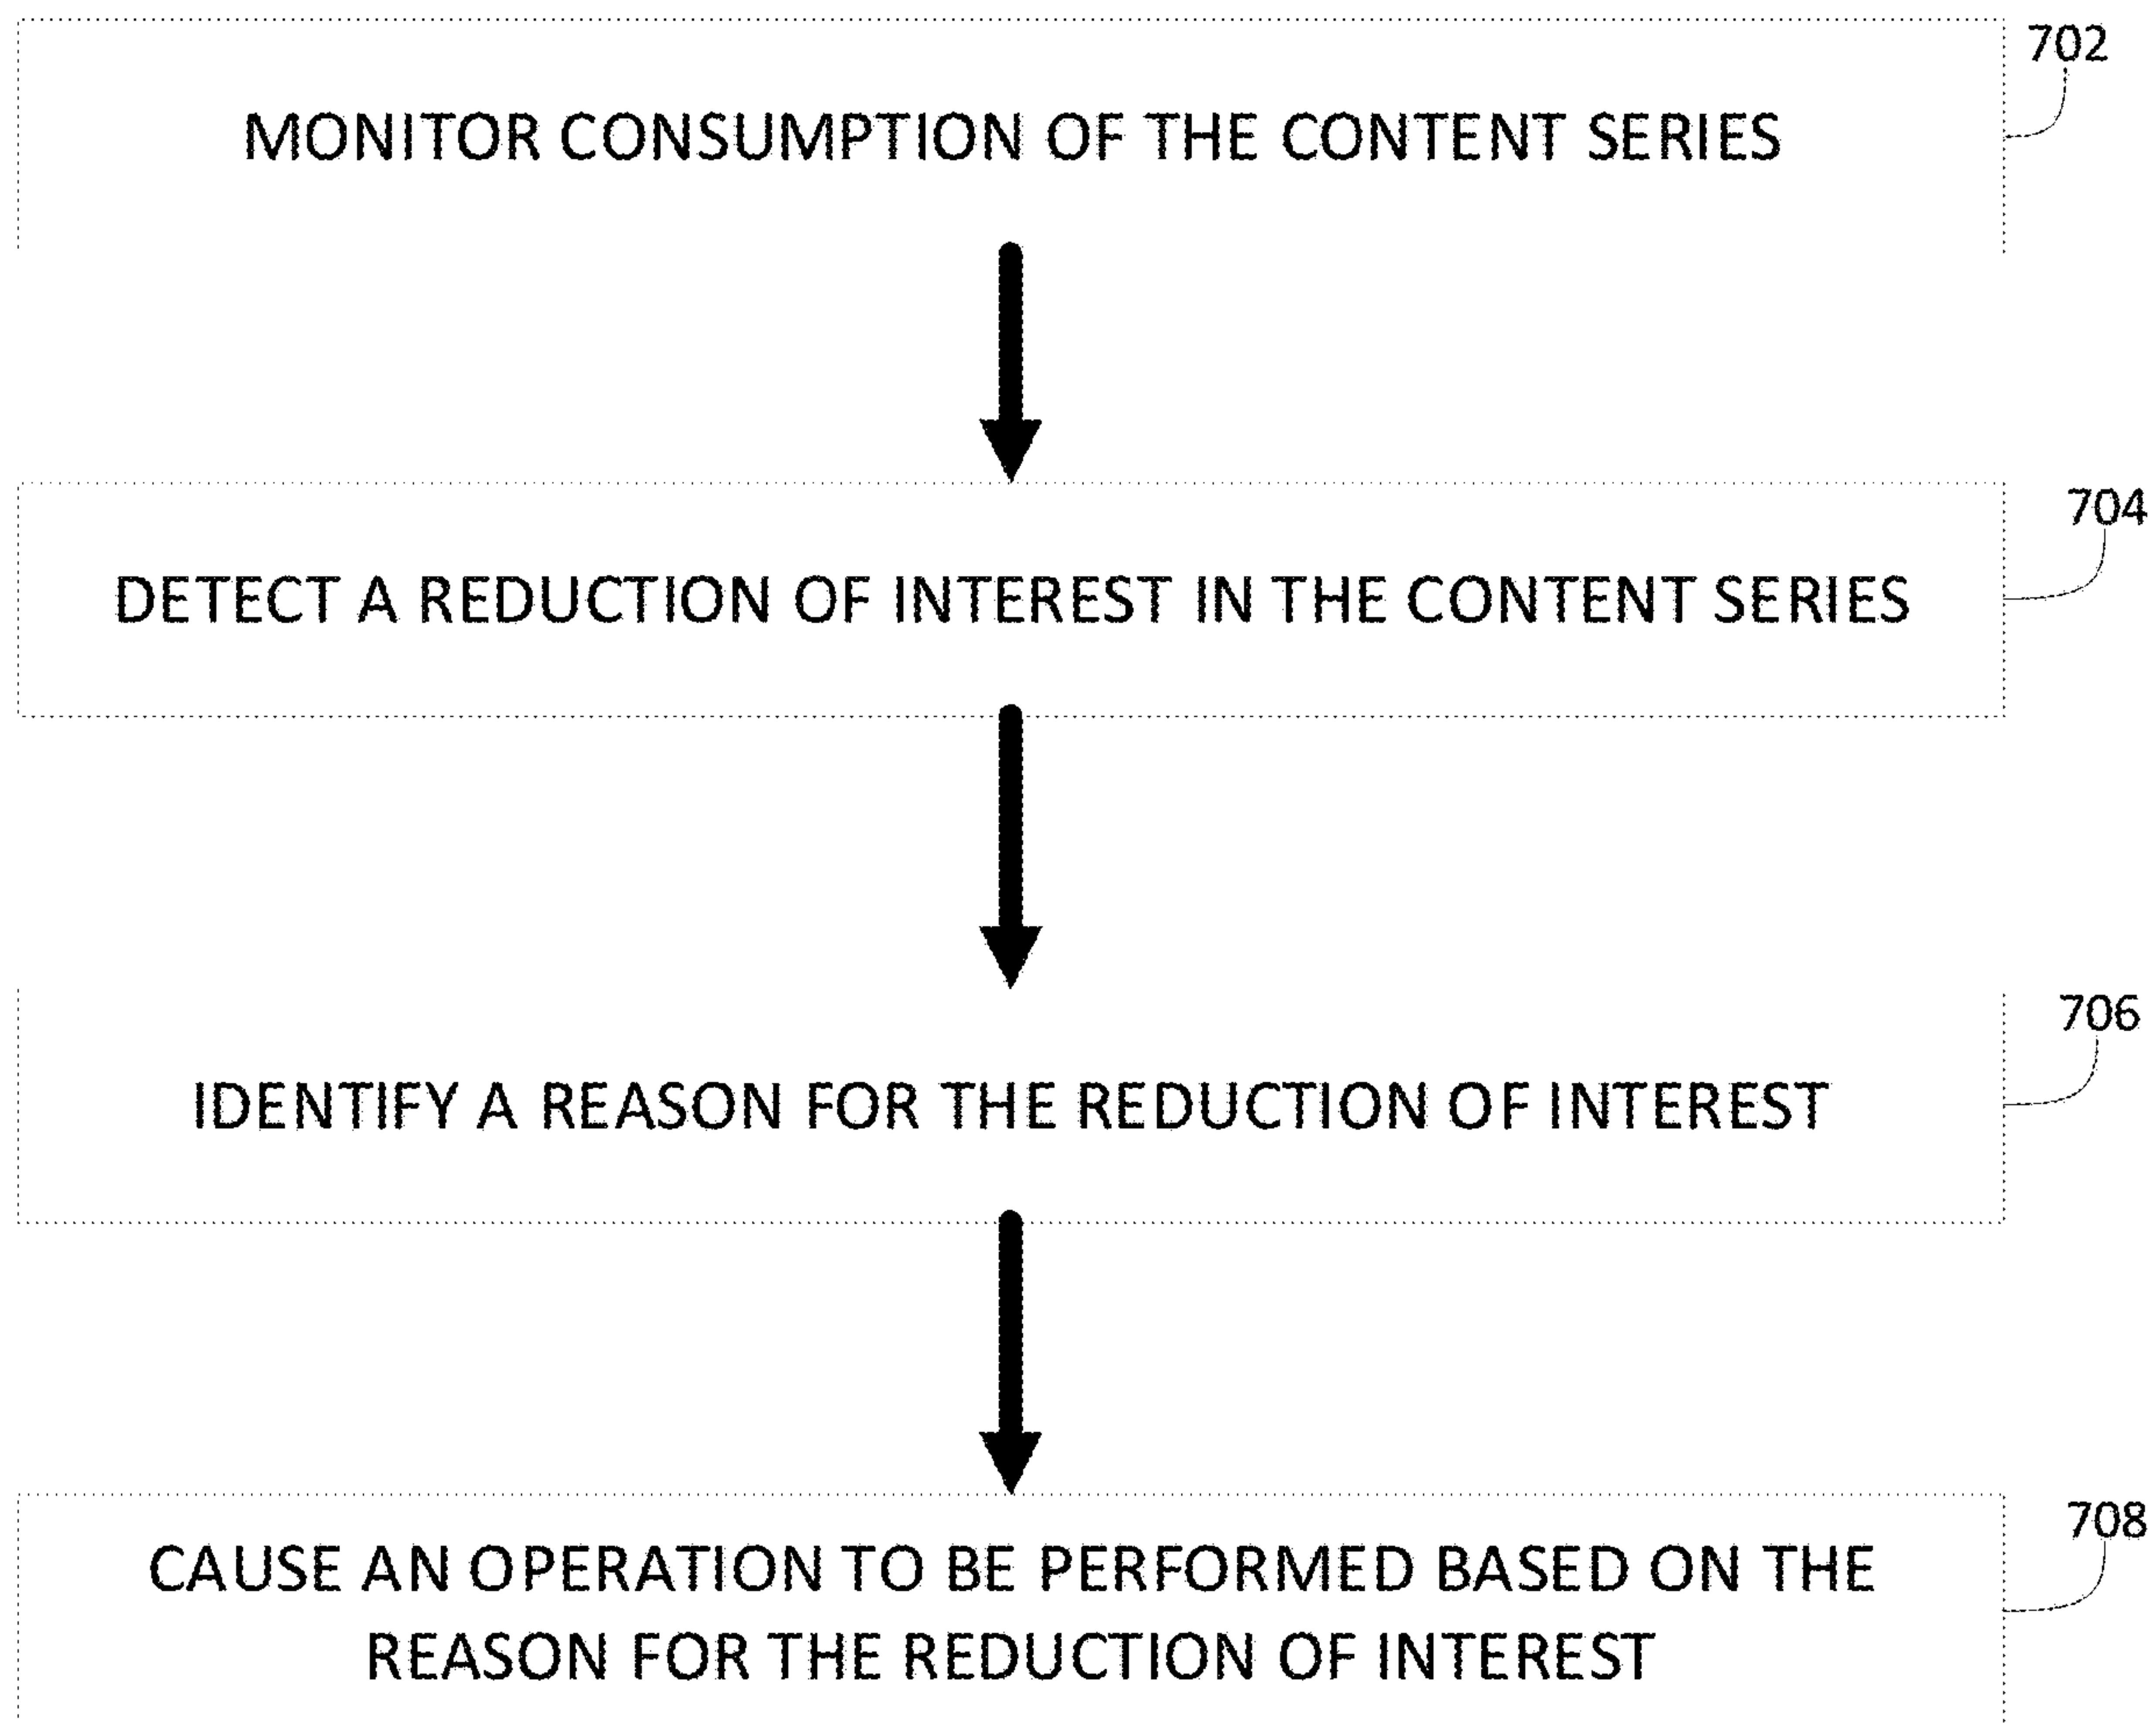 702
MONITOR CONSUMPTION OF THE CONTENT SERIES
704
DETECT A REDUCTION OF INTEREST IN THE CONTENT SERIES
706
IDENTIFY A REASON FOR THE REDUCTION OF INTEREST
708
CAUSE AN OPERATION TO BE PERFORMED BASED ON THE
REASON FOR THE REDUCTION OF INTEREST